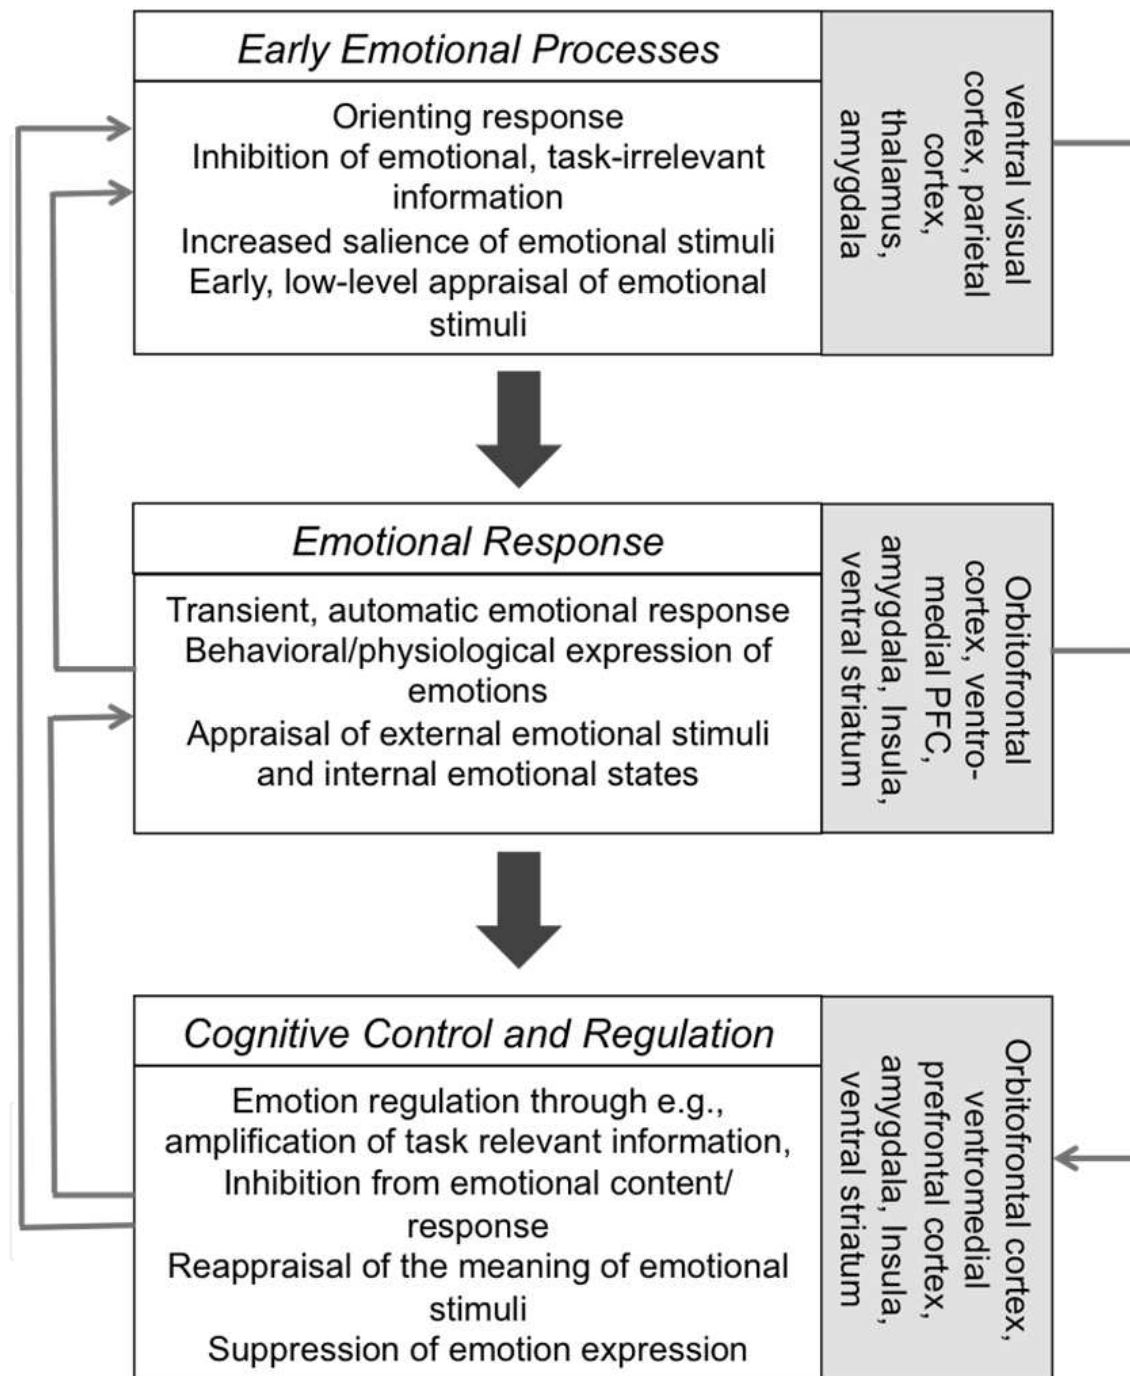 Early Emotional Processes
Orienting response
Inhibition of emotional, task-irrelevant
information
Increased salience of emotional stimuli
Early, low-level appraisal of emotional
stimuli
ventral visual
cortex, parietal
cortex,
thalamus,
amygdala
Emotional Response
Transient, automatic emotional response
Behavioral/physiological expression of
emotions
Appraisal of external emotional stimuli
and internal emotional states
Orbitofrontal
cortex, ventro-
medial PFC,
amygdala, Insula,
ventral striatum
Cognitive Control and Regulation
Emotion regulation through e.g.,
amplification of task relevant information,
Inhibition from emotional content/
response
Reappraisal of the meaning of emotional
stimuli
Suppression of emotion expression
Orbitofrontal cortex,
ventromedial
prefrontal cortex,
amygdala, Insula,
ventral striatum